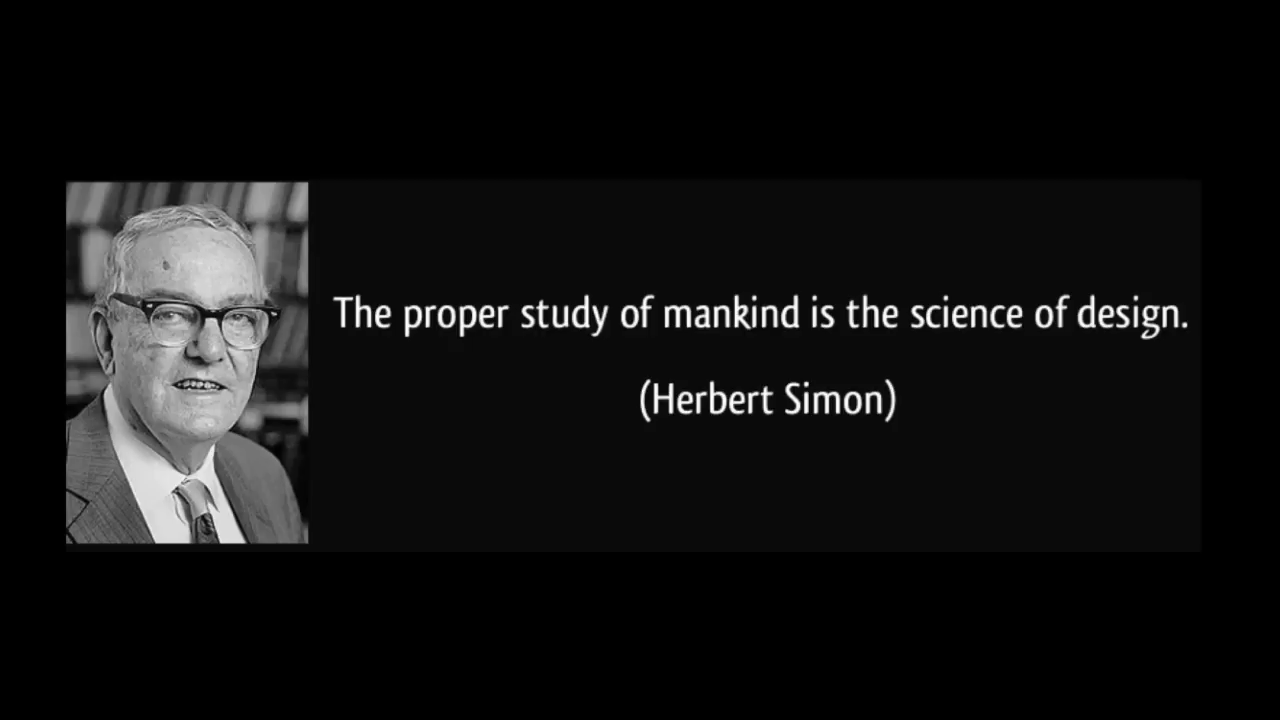 The proper study of mankind is the science of design.
(Herbert Simon)